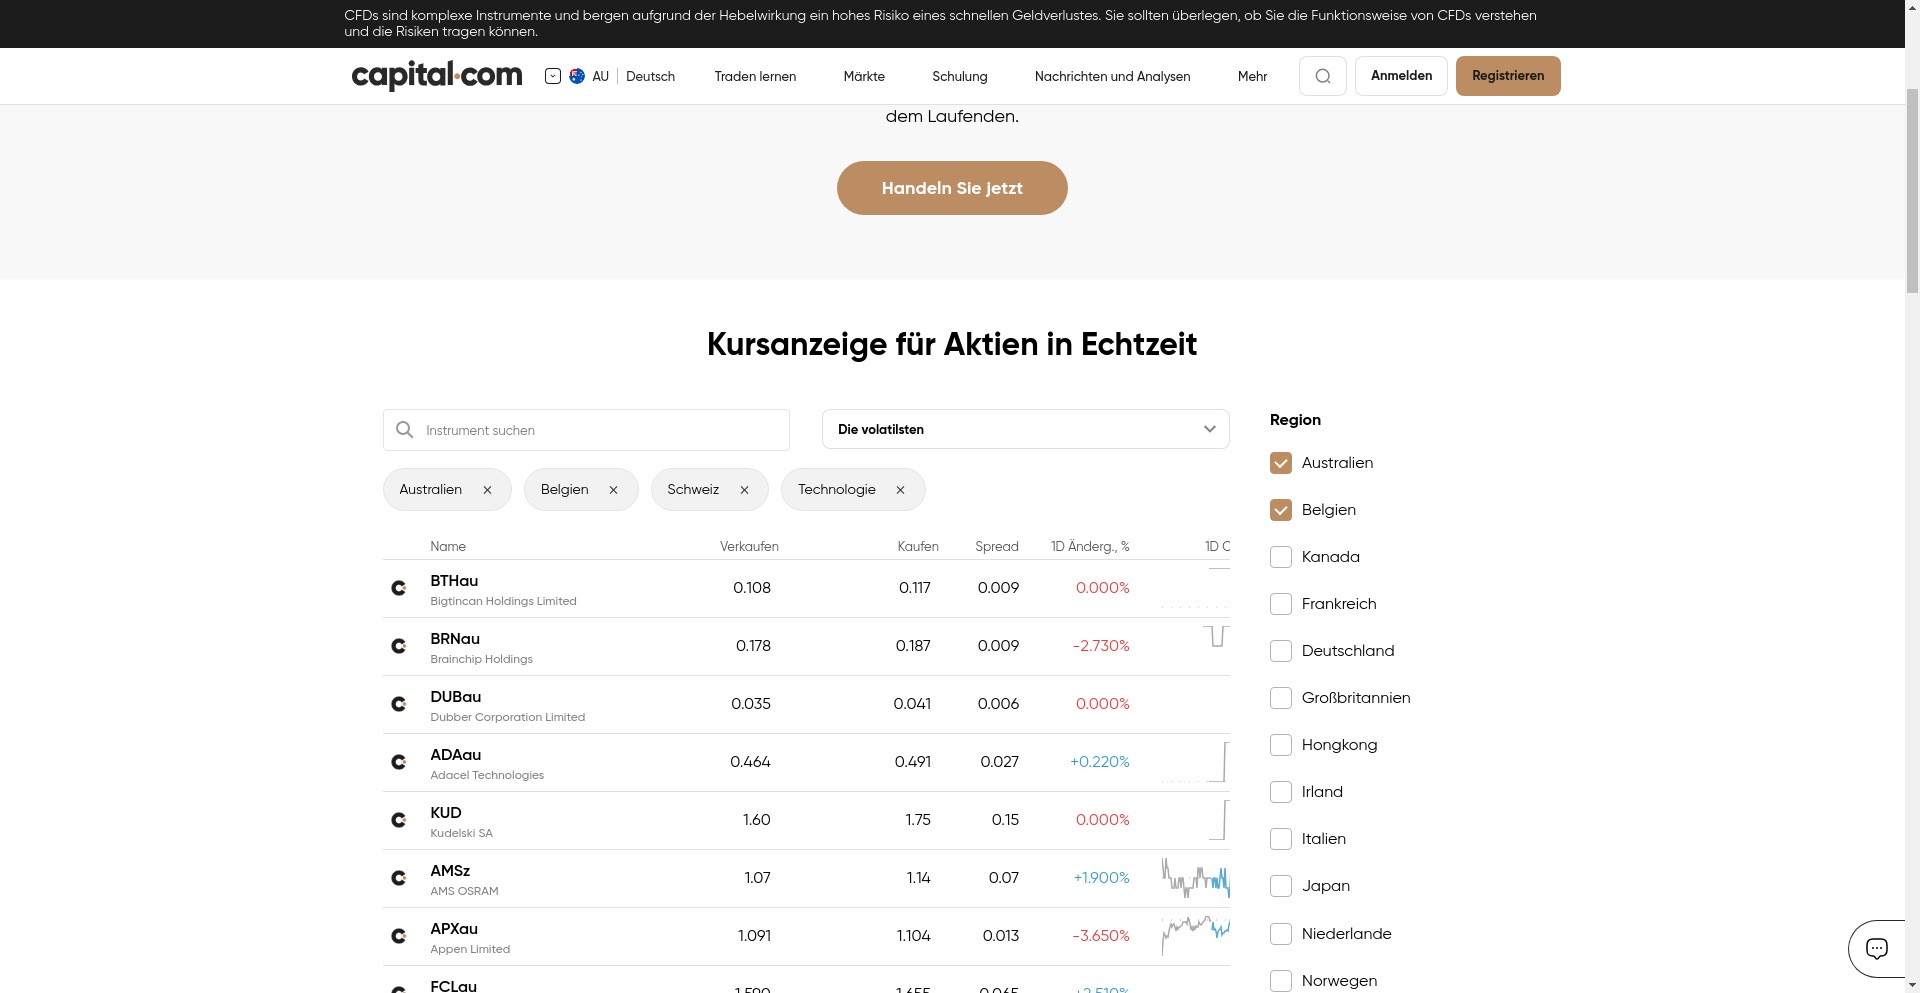 CFDs sind komplexe Instrumente und bergen aufgrund der Hebelwirkung ein hohes Risiko eines schnellen Geldverlustes. Sie sollten überlegen, ob Sie die Funktionsweise von CFDs verstehen
und die Risiken tragen können.
capital.com AU Deutsch Traden lernen Märkte Schulung Nachrichten und Analysen Mehr Anmelden Registrieren
dem Laufenden.
Handeln Sie jetzt
Kursanzeige für Aktien in Echtzeit
Instrument suchen
Die volatilsten
Australien
Belgien
Schweiz
Technologie
Name Verkaufen Kaufen Spread 1D Änderg., % 1D C
BTHau 0.108 0.117 0.009 0.000%
Bigtincan Holdings Limited
BRNau 0.178 0.187 0.009 -2.730%
Brainchip Holdings
DUBau 0.035 0.041 0.006 0.000%
Dubber Corporation Limited
ADAau 0.464 0.491 0.027 +0.220%
Adacel Technologies
KUD 1.60 1.75 0.15 0.000%
Kudelski SA
AMSz 1.07 1.14 0.07 +1.900%
AMS OSRAM
APXau 1.091 1.104 0.013 -3.650%
Appen Limited
FCLau 1.590 1.655 0.065 +2.510%
Region
Australien
Belgien
Kanada
Frankreich
Deutschland
Großbritannien
Hongkong
Irland
Italien
Japan
Niederlande
Norwegen